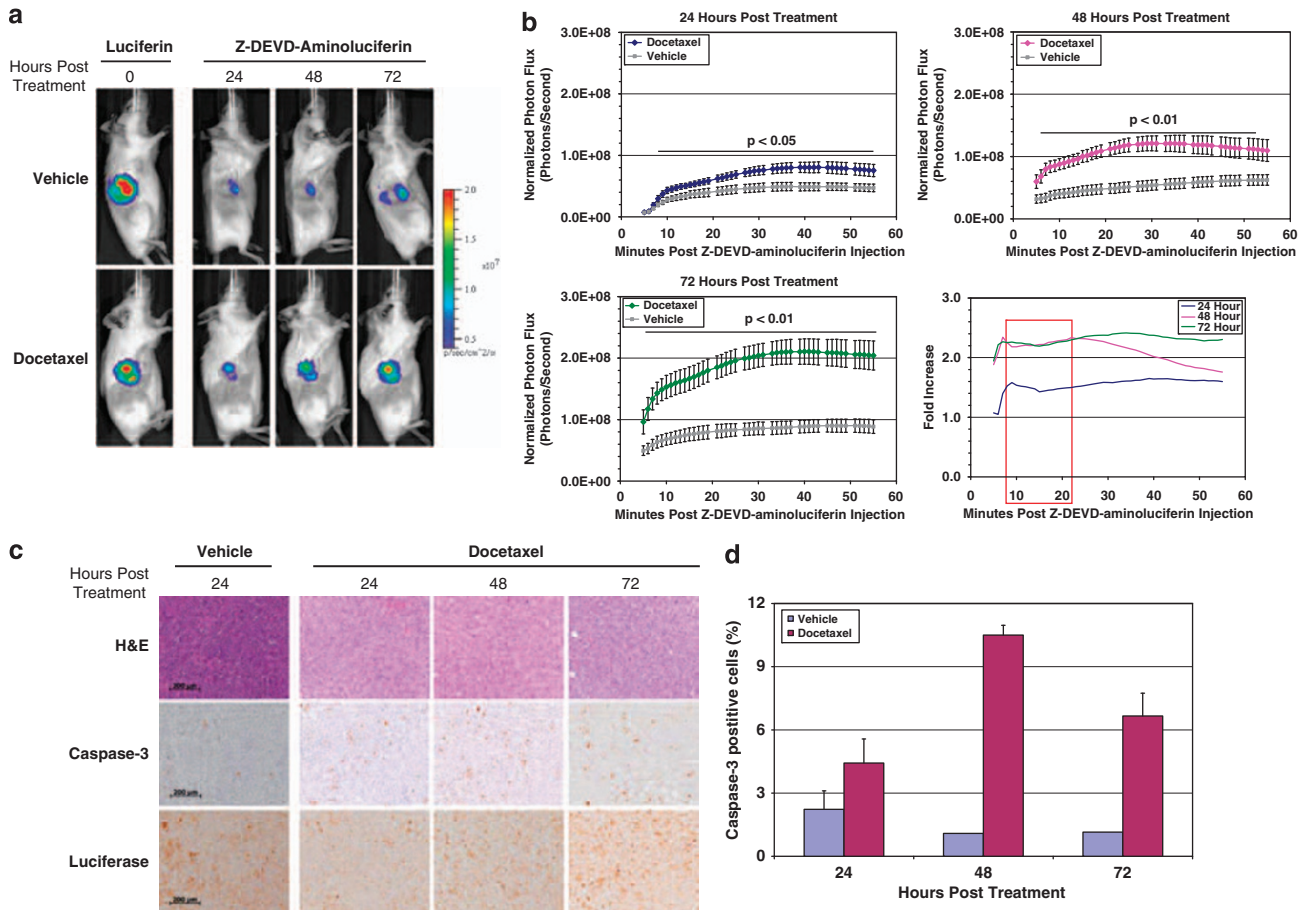 a
Luciferin
Z-DEVD-Aminoluciferin
Hours Post
Treatment
0
24
48
72
Vehicle
Docetaxel
2.0
1.5
x10^7
1.0
0.5
b
24 Hours Post Treatment
Normalized Photon Flux
(Photons/Second)
3.0E+08
2.0E+08
1.0E+08
0.0E+00
Docetaxel
Vehicle
p < 0.05
0 10 20 30 40 50 60
Minutes Post Z-DEVD-aminoluciferin Injection
48 Hours Post Treatment
Normalized Photon Flux
(Photons/Second)
3.0E+08
2.0E+08
1.0E+08
0.0E+00
Docetaxel
Vehicle
p < 0.01
0 10 20 30 40 50 60
Minutes Post Z-DEVD-aminoluciferin Injection
72 Hours Post Treatment
Normalized Photon Flux
(Photons/Second)
3.0E+08
2.0E+08
1.0E+08
0.0E+00
Docetaxel
Vehicle
p < 0.01
0 10 20 30 40 50 60
Minutes Post Z-DEVD-aminoluciferin Injection
Fold Increase
3.0
2.0
1.0
0.0
24 Hour
48 Hour
72 Hour
0 10 20 30 40 50 60
Minutes Post Z-DEVD-aminoluciferin Injection
c
Vehicle
Docetaxel
Hours Post
Treatment
24
24
48
72
H&E
200 μm
Caspase-3
200 μm
Luciferase
200 μm
d
Caspase-3 postitive cells (%)
12
9
6
3
0
Vehicle
Docetaxel
24 48 72
Hours Post Treatment